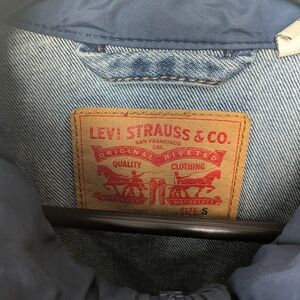 LEVI STRAUSS & CO.
SAN FRANCISCO
CAL.
ORIGINAL RIVETED
QUALITY CLOTHING
SIZE S